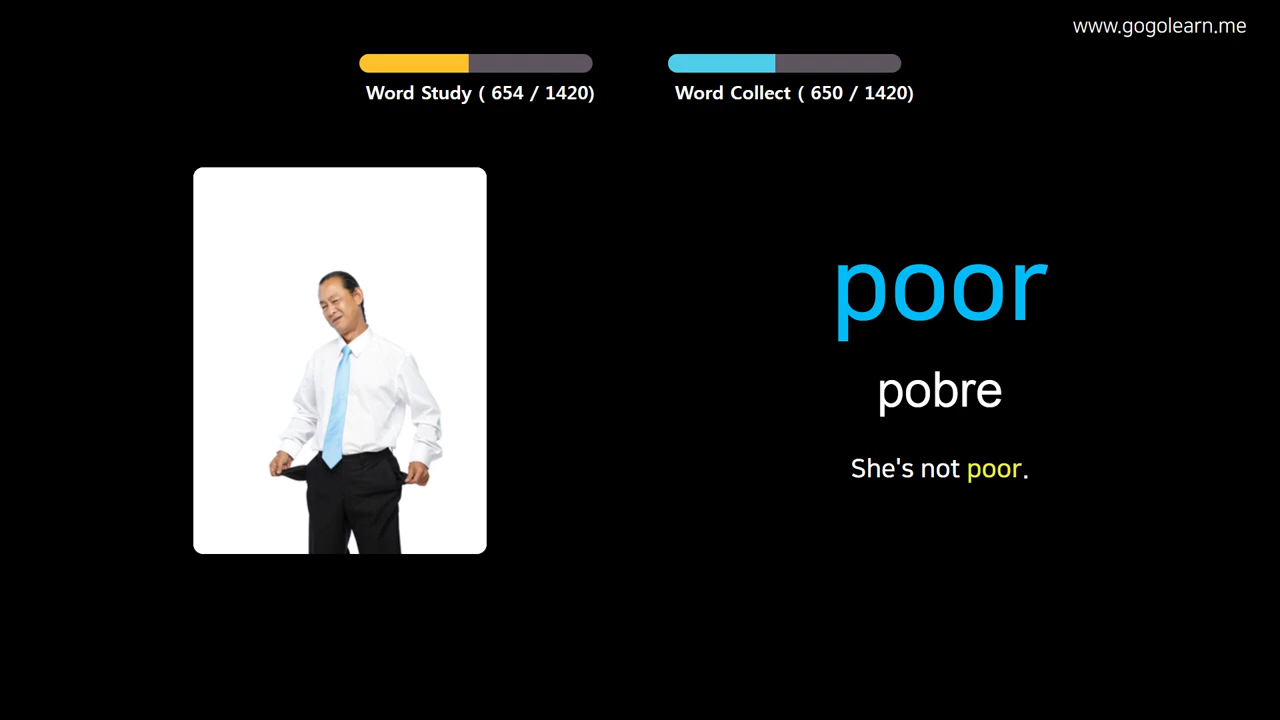 www.gogolearn.me
Word Study ( 654 / 1420)
Word Collect ( 650 / 1420)
poor
pobre
She's not poor.